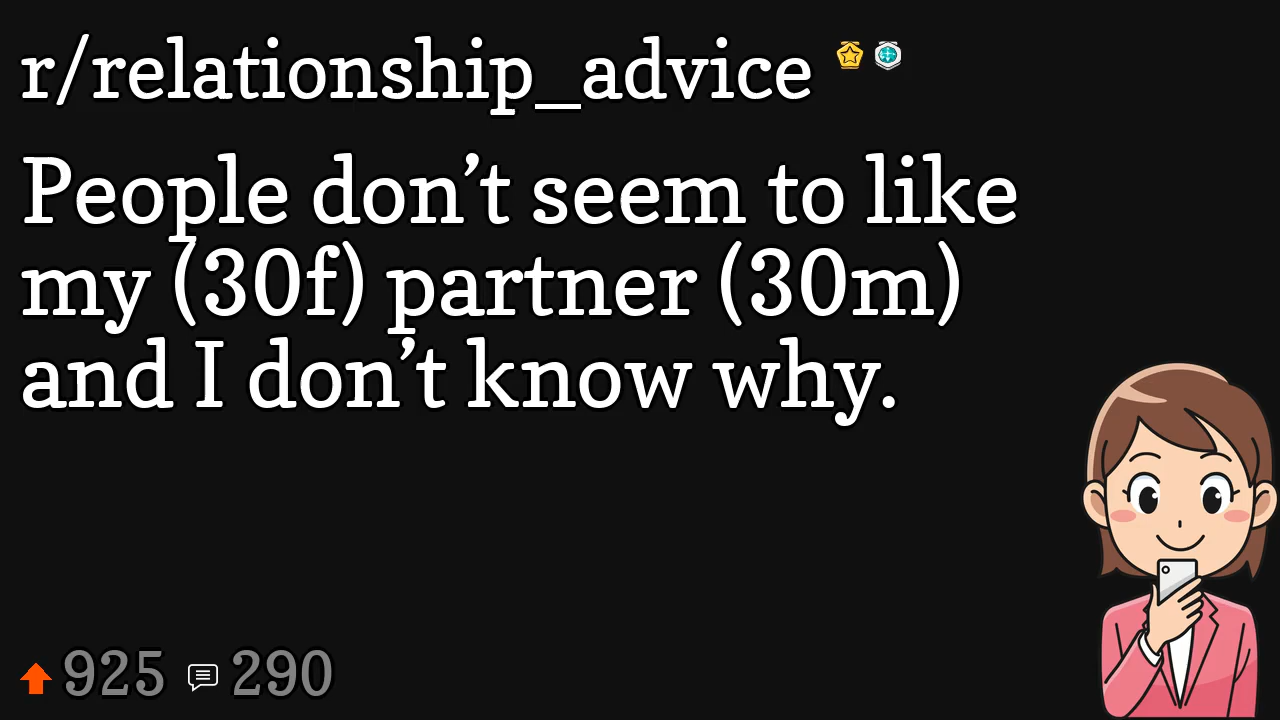 r/relationship_advice
People don’t seem to like
my (30f) partner (30m)
and I don’t know why.
925 290